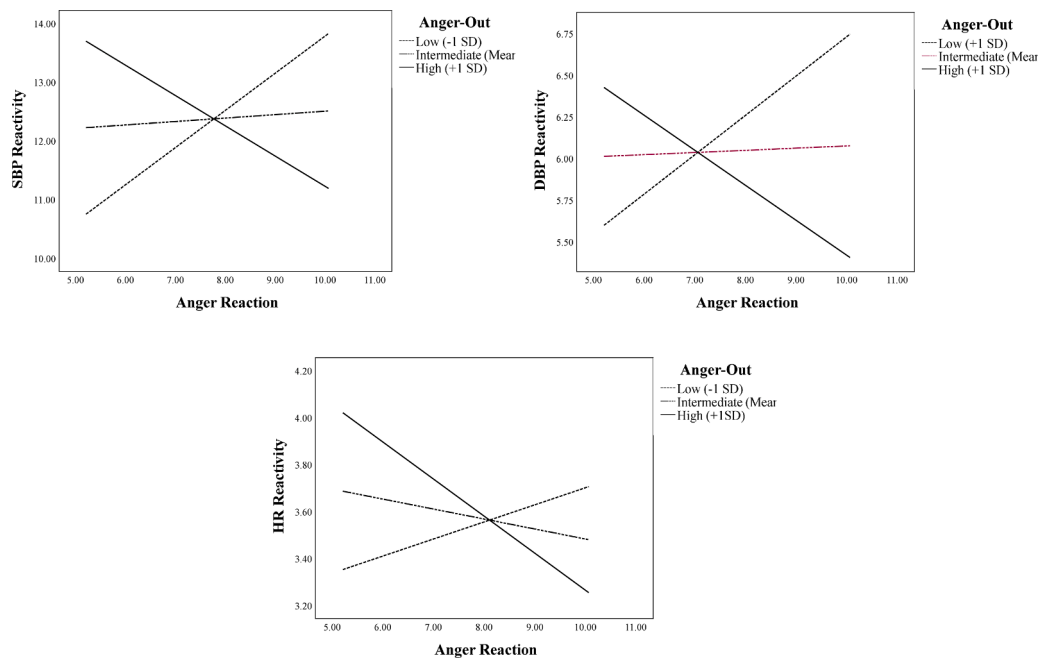 Anger-Out
Low (-1 SD)
Intermediate (Mear
High (+1 SD)
14.00
13.00
12.00
11.00
10.00
SBP Reactivity
5.00 6.00 7.00 8.00 9.00 10.00 11.00
Anger Reaction
Anger-Out
Low (+1 SD)
Intermediate (Mear
High (+1 SD)
6.75
6.50
6.25
6.00
5.75
5.50
DBP Reactivity
5.00 6.00 7.00 8.00 9.00 10.00 11.00
Anger Reaction
Anger-Out
Low (-1 SD)
Intermediate (Mear
High (+1SD)
4.20
4.00
3.80
3.60
3.40
3.20
HR Reactivity
5.00 6.00 7.00 8.00 9.00 10.00 11.00
Anger Reaction